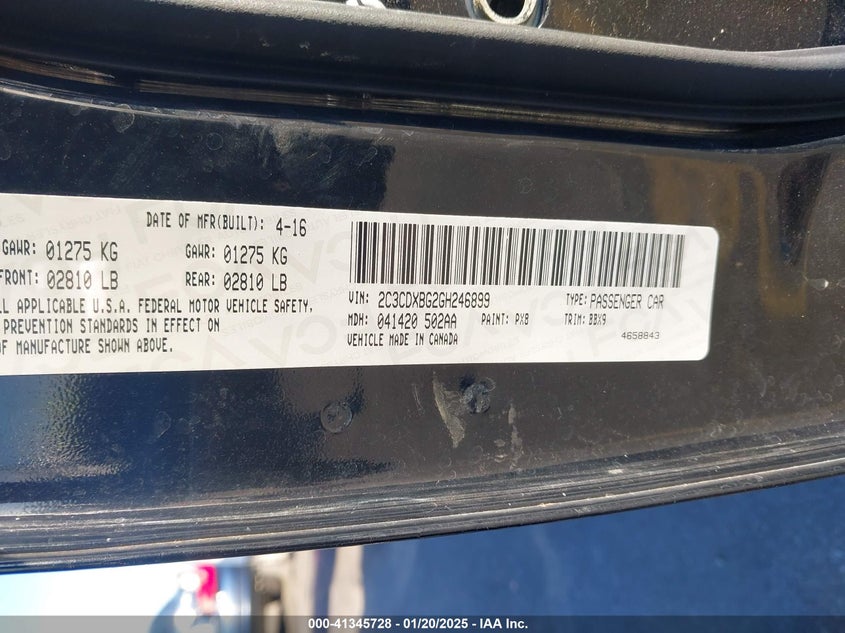 DATE OF MFR(BUILT): 4-16
GAWR: 01275 KG GAWR: 01275 KG
FRONT: 02810 LB REAR: 02810 LB
APPLICABLE U.S.A. FEDERAL MOTOR VEHICLE SAFETY,
PREVENTION STANDARDS IN EFFECT ON
OF MANUFACTURE SHOWN ABOVE.
VIN: 2C3CDXBG2GH246899 TYPE: PASSENGER CAR
MDH: 041420 502AA PAINT: PX8 TRIM: BBX9
VEHICLE MADE IN CANADA 4658843
000-41345728 - 01/20/2025 - IAA Inc.